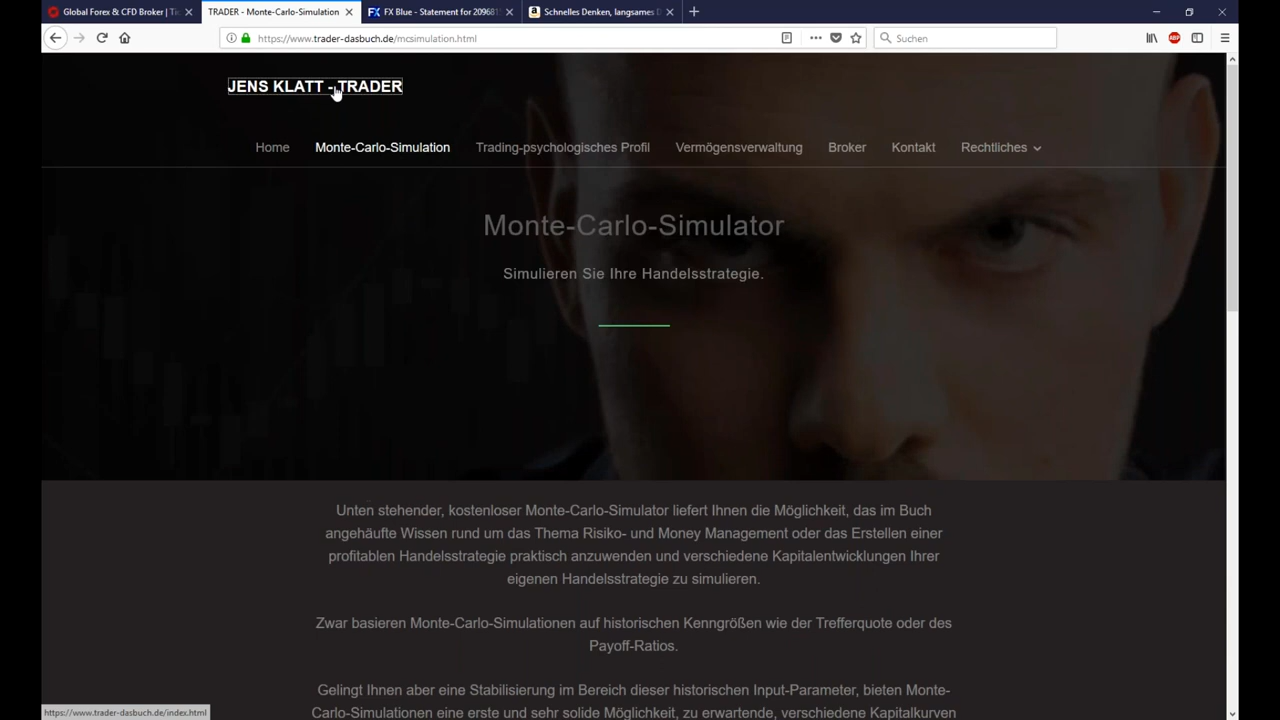 Global Forex & CFD Broker | Ti
TRADER - Monte-Carlo-Simulation
FX Blue - Statement for 20968
Schnelles Denken, langsames D
https://www.trader-dasbuch.de/mcsimulation.html
Suchen
ABP
JENS KLATT - TRADER
Home Monte-Carlo-Simulation Trading-psychologisches Profil Vermögensverwaltung Broker Kontakt Rechtliches
Monte-Carlo-Simulator
Simulieren Sie Ihre Handelsstrategie.
Unten stehender, kostenloser Monte-Carlo-Simulator liefert Ihnen die Möglichkeit, das im Buch
angehäufte Wissen rund um das Thema Risiko- und Money Management oder das Erstellen einer
profitablen Handelsstrategie praktisch anzuwenden und verschiedene Kapitalentwicklungen Ihrer
eigenen Handelsstrategie zu simulieren.
Zwar basieren Monte-Carlo-Simulationen auf historischen Kenngrößen wie der Trefferquote oder des
Payoff-Ratios.
Gelingt Ihnen aber eine Stabilisierung im Bereich dieser historischen Input-Parameter, bieten Monte-
Carlo-Simulationen eine erste und sehr solide Möglichkeit, zu erwartende, verschiedene Kapitalkurven
https://www.trader-dasbuch.de/index.html